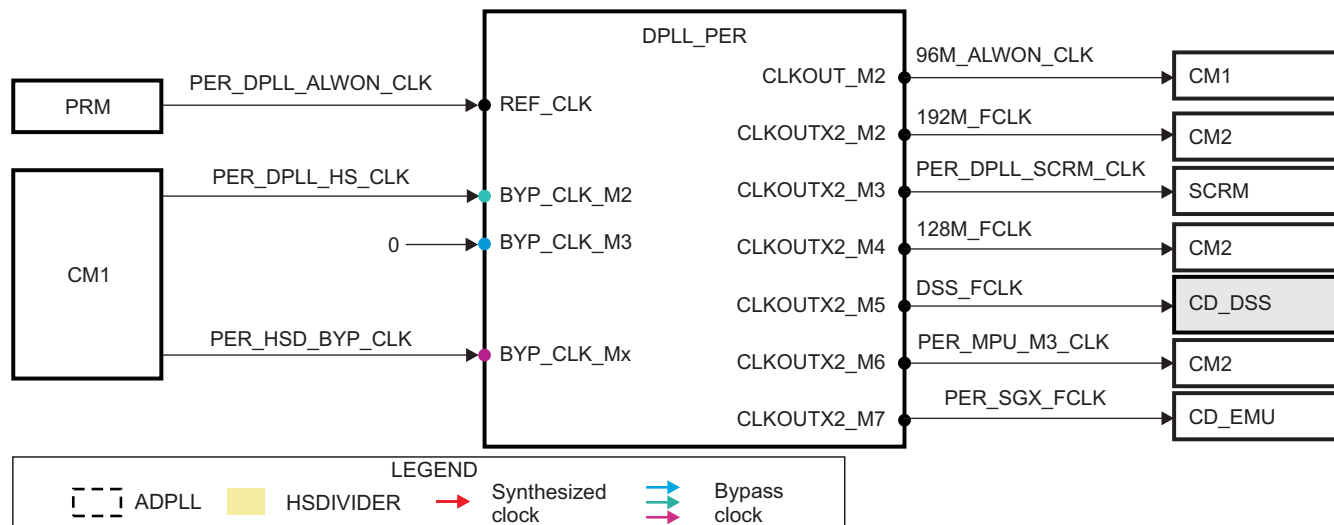 DPLL_PER
PRM
PER_DPLL_ALWON_CLK
REF_CLK
CM1
PER_DPLL_HS_CLK
BYP_CLK_M2
0
BYP_CLK_M3
PER_HSD_BYP_CLK
BYP_CLK_Mx
CLKOUT_M2
96M_ALWON_CLK
CM1
CLKOUTX2_M2
192M_FCLK
CM2
CLKOUTX2_M3
PER_DPLL_SCRM_CLK
SCRM
CLKOUTX2_M4
128M_FCLK
CM2
CLKOUTX2_M5
DSS_FCLK
CD_DSS
CLKOUTX2_M6
PER_MPU_M3_CLK
CM2
CLKOUTX2_M7
PER_SGX_FCLK
CD_EMU
LEGEND
ADPLL
HSDIVIDER
Synthesized
clock
Bypass
clock